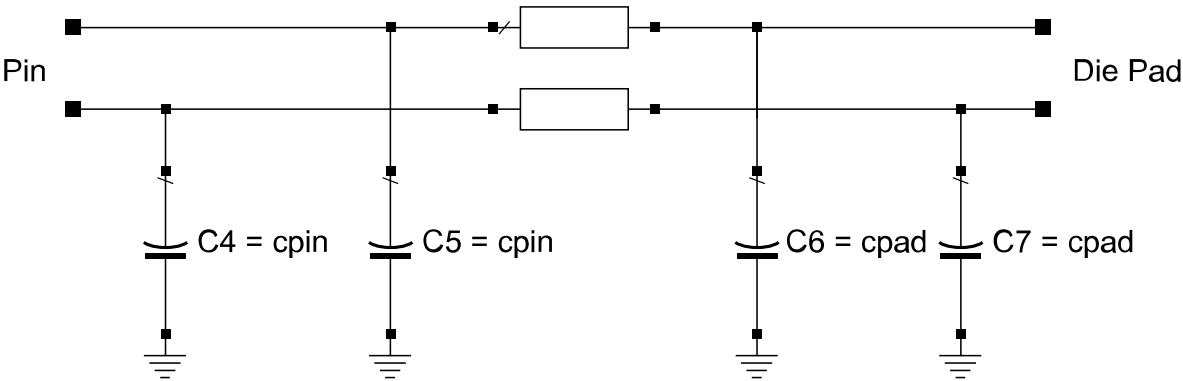 Pin
Die Pad
C4 = cpin
C5 = cpin
C6 = cpad
C7 = cpad